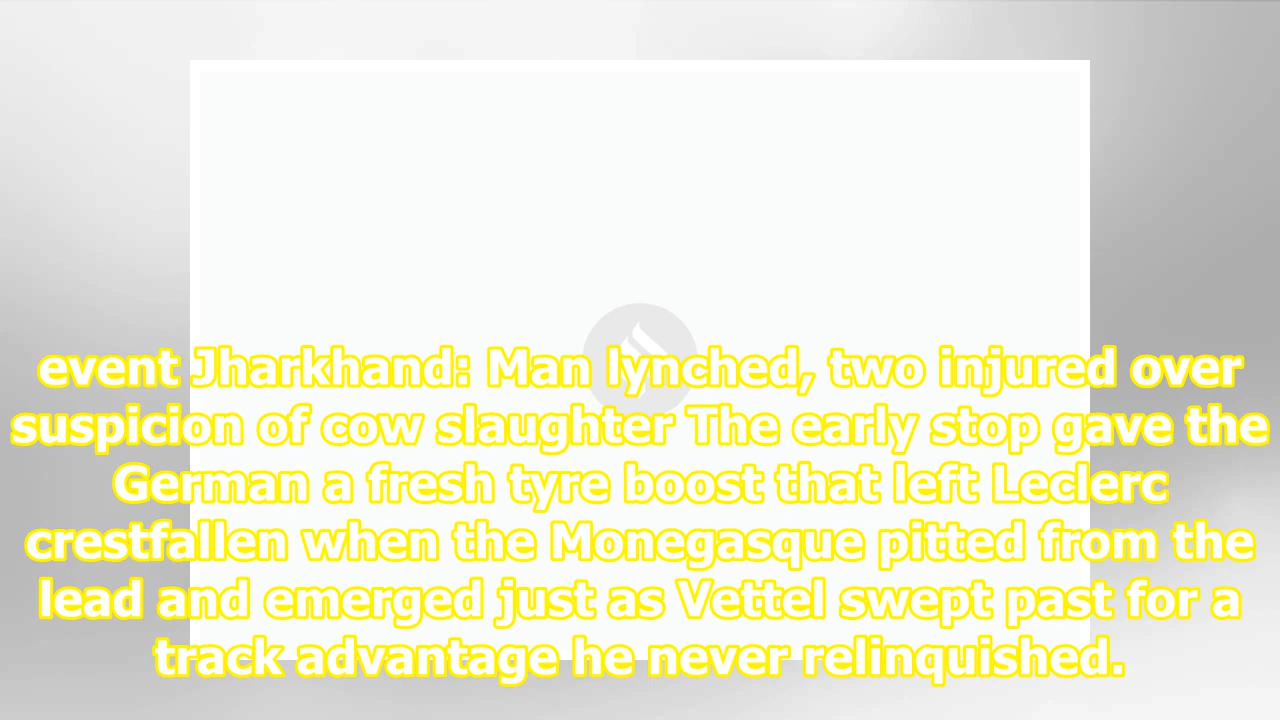 event Jharkhand: Man lynched, two injured over
suspicion of cow slaughter The early stop gave the
German a fresh tyre boost that left Leclerc
crestfallen when the Monegasque pitted from the
lead and emerged just as Vettel swept past for a
track advantage he never relinquished.